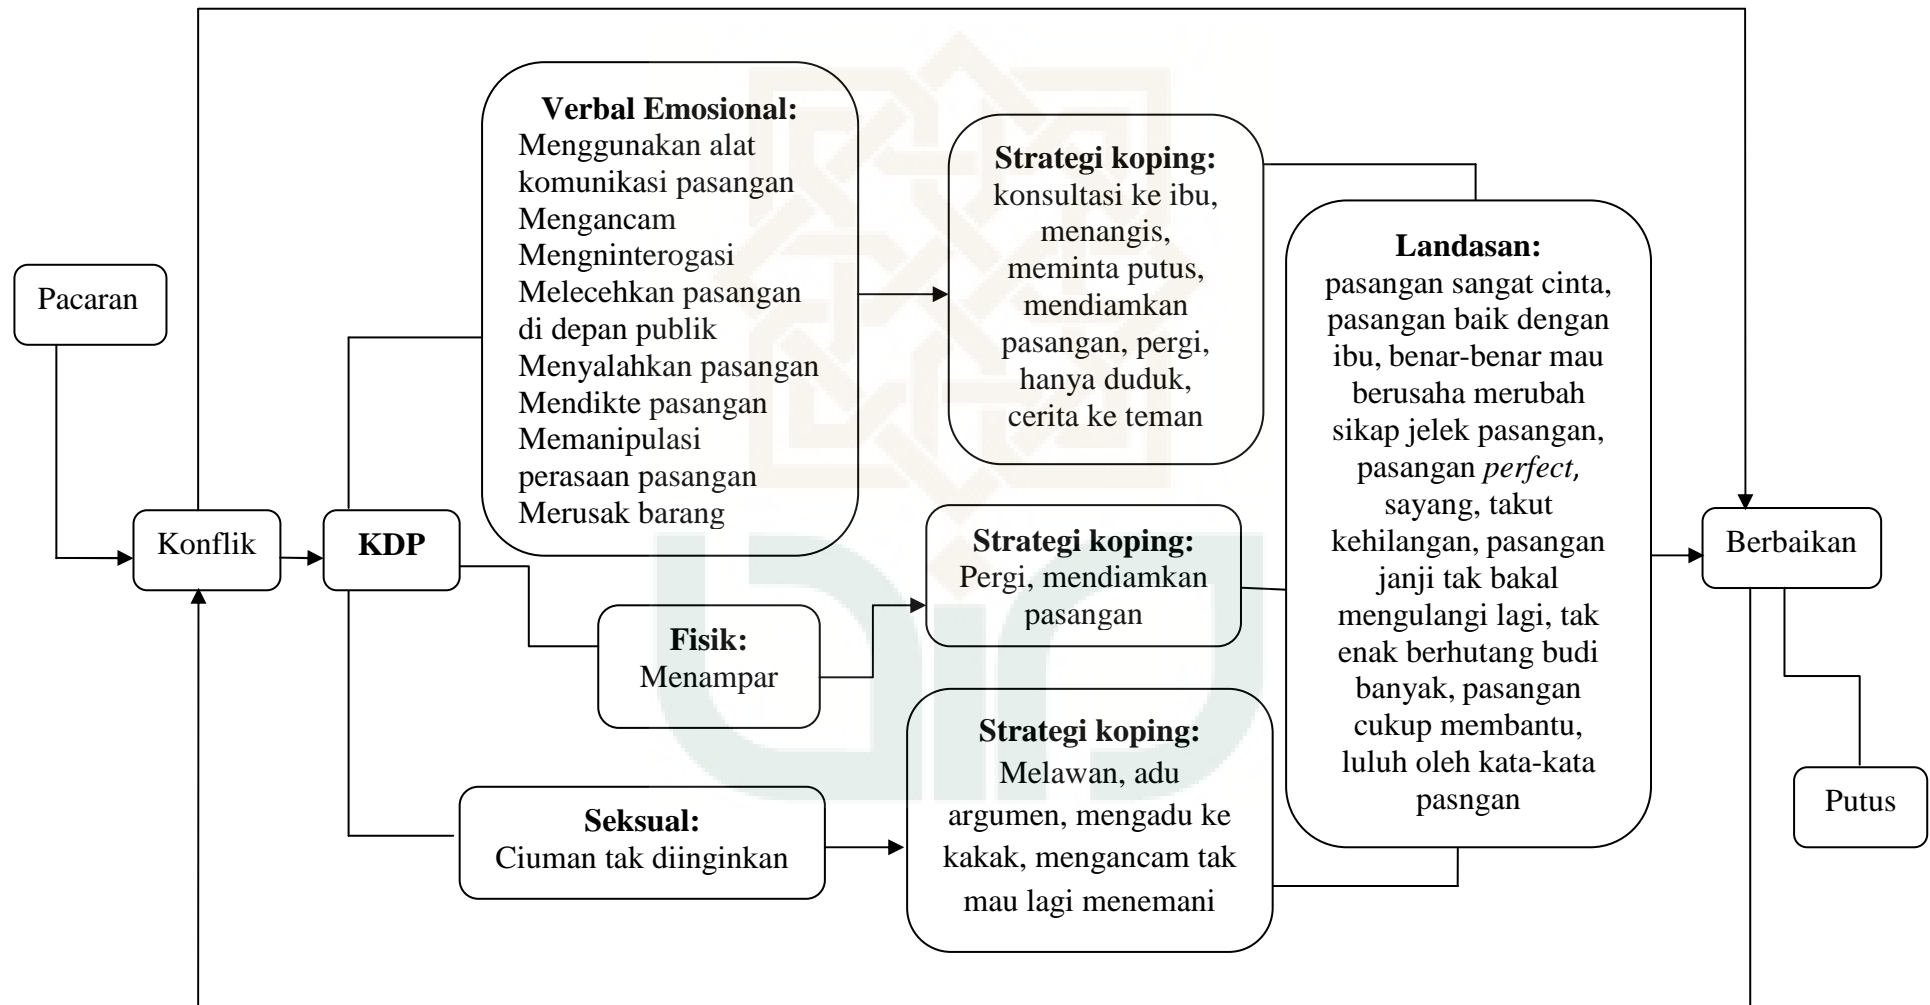 Pacaran
Konflik
KDP
Verbal Emosional:
Menggunakan alat
komunikasi pasangan
Mengancam
Mengninterogasi
Melecehkan pasangan
di depan publik
Menyalahkan pasangan
Mendikte pasangan
Memanipulasi
perasaan pasangan
Merusak barang
Fisik:
Menampar
Seksual:
Ciuman tak diinginkan
Strategi koping:
konsultasi ke ibu,
menangis,
meminta putus,
mendiamkan
pasangan, pergi,
hanya duduk,
cerita ke teman
Strategi koping:
Pergi, mendiamkan
pasangan
Strategi koping:
Melawan, adu
argumen, mengadu ke
kakak, mengancam tak
mau lagi menemani
Landasan:
pasangan sangat cinta,
pasangan baik dengan
ibu, benar-benar mau
berusaha merubah
sikap jelek pasangan,
pasangan perfect,
sayang, takut
kehilangan, pasangan
janji tak bakal
mengulangi lagi, tak
enak berhutang budi
banyak, pasangan
cukup membantu,
luluh oleh kata-kata
pasngan
Berbaikan
Putus